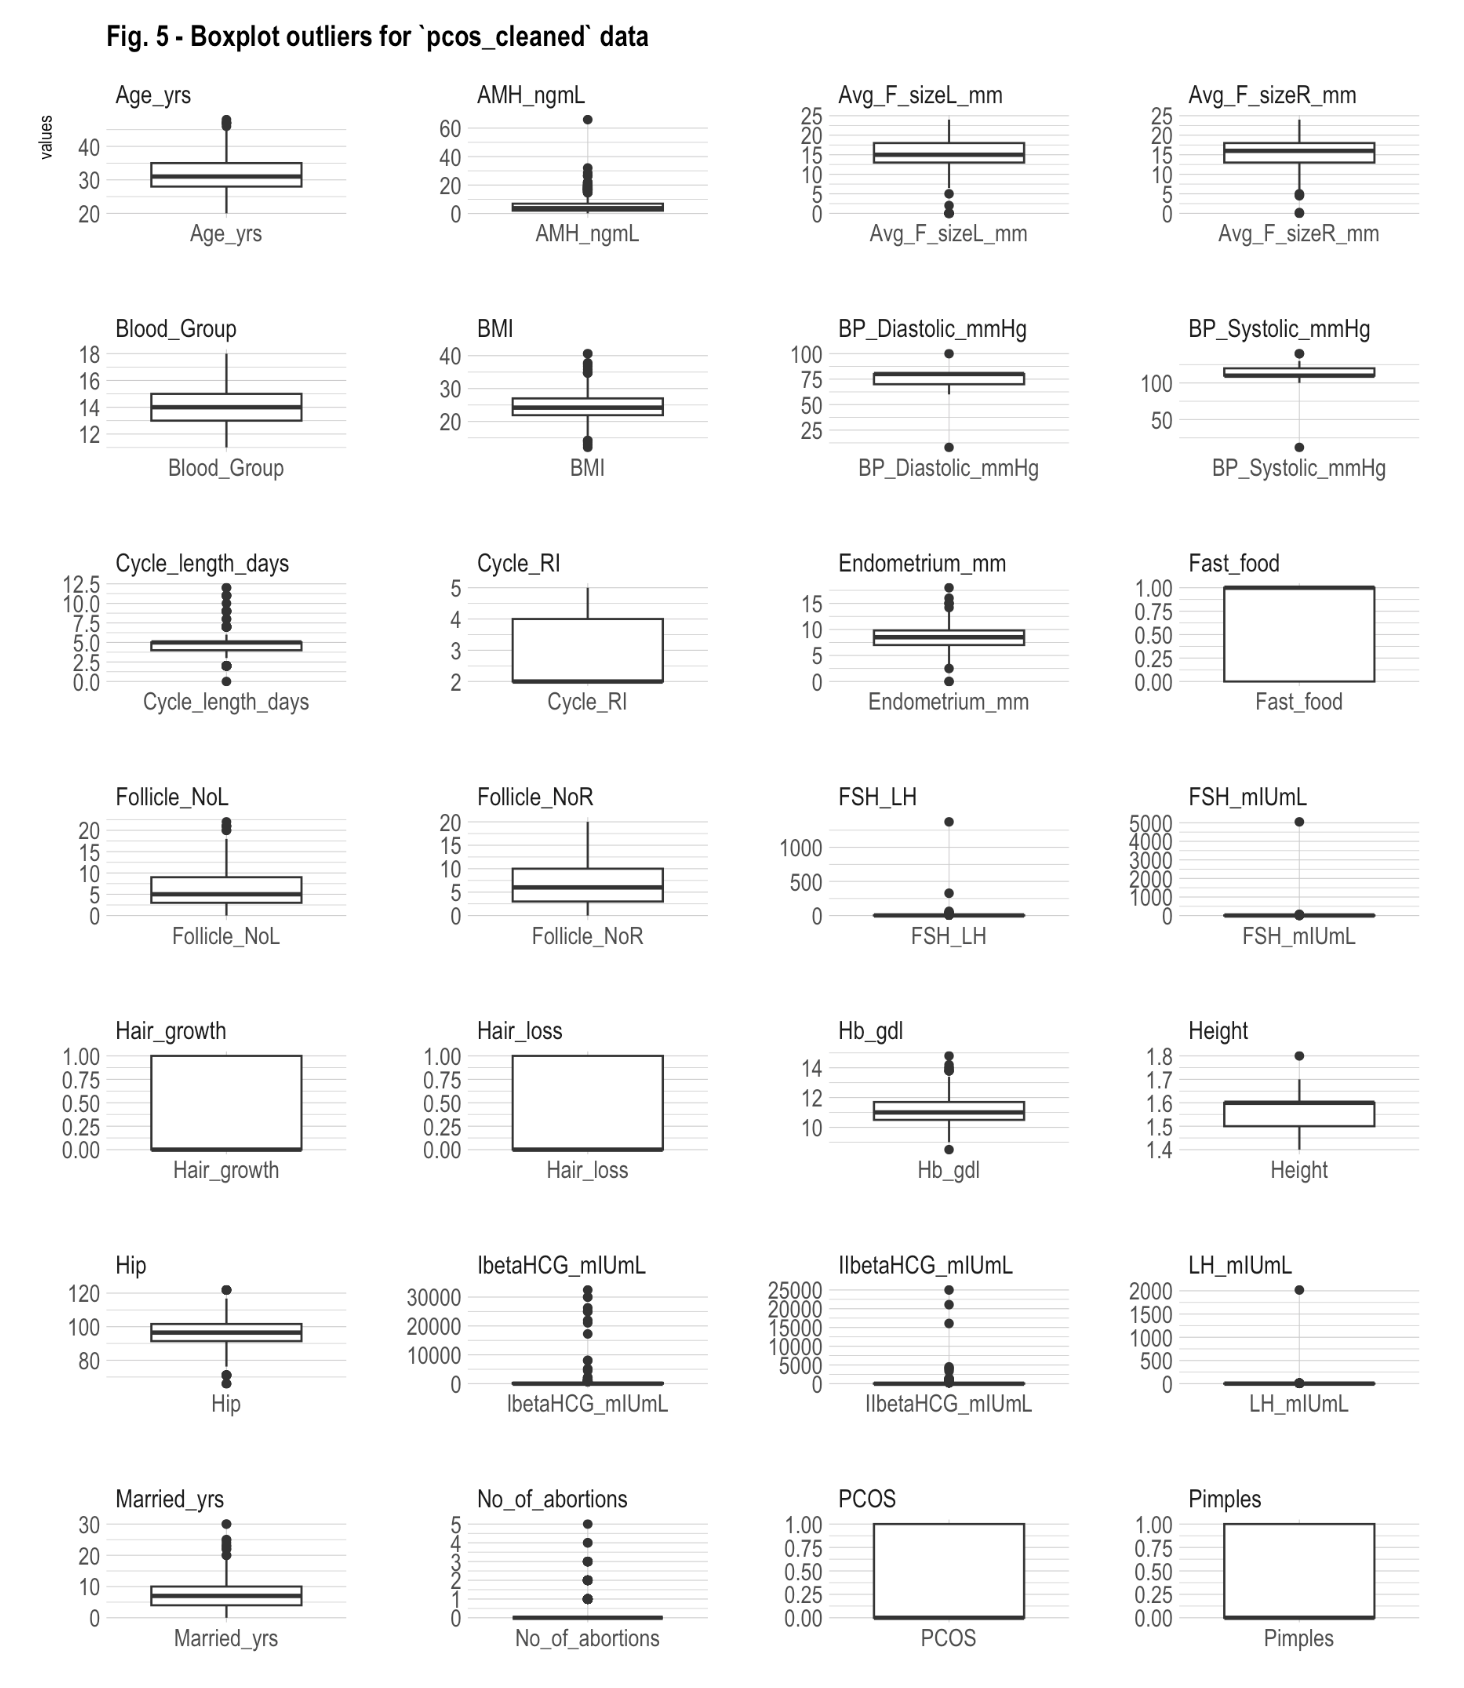 Fig. 5 - Boxplot outliers for `pcos_cleaned` data
values
Age_yrs
40
30
20
Age_yrs
AMH_ngmL
60
40
20
0
AMH_ngmL
Avg_F_sizeL_mm
25
20
15
10
5
0
Avg_F_sizeL_mm
Avg_F_sizeR_mm
25
20
15
10
5
0
Avg_F_sizeR_mm
Blood_Group
18
16
14
12
Blood_Group
BMI
40
30
20
BMI
BP_Diastolic_mmHg
100
75
50
25
BP_Diastolic_mmHg
BP_Systolic_mmHg
100
50
BP_Systolic_mmHg
Cycle_length_days
12.5
10.0
7.5
5.0
2.5
0.0
Cycle_length_days
Cycle_RI
5
4
3
2
Cycle_RI
Endometrium_mm
15
10
5
0
Endometrium_mm
Fast_food
1.00
0.75
0.50
0.25
0.00
Fast_food
Follicle_NoL
20
15
10
5
0
Follicle_NoL
Follicle_NoR
20
15
10
5
0
Follicle_NoR
FSH_LH
1000
500
0
FSH_LH
FSH_mIUmL
5000
4000
3000
2000
1000
0
FSH_mIUmL
Hair_growth
1.00
0.75
0.50
0.25
0.00
Hair_growth
Hair_loss
1.00
0.75
0.50
0.25
0.00
Hair_loss
Hb_gdl
14
12
10
Hb_gdl
Height
1.8
1.7
1.6
1.5
1.4
Height
Hip
120
100
80
Hip
IbetaHCG_mIUmL
30000
20000
10000
0
IbetaHCG_mIUmL
IIbetaHCG_mIUmL
25000
20000
15000
10000
5000
0
IIbetaHCG_mIUmL
LH_mIUmL
2000
1500
1000
500
0
LH_mIUmL
Married_yrs
30
20
10
0
Married_yrs
No_of_abortions
5
4
3
2
1
0
No_of_abortions
PCOS
1.00
0.75
0.50
0.25
0.00
PCOS
Pimples
1.00
0.75
0.50
0.25
0.00
Pimples